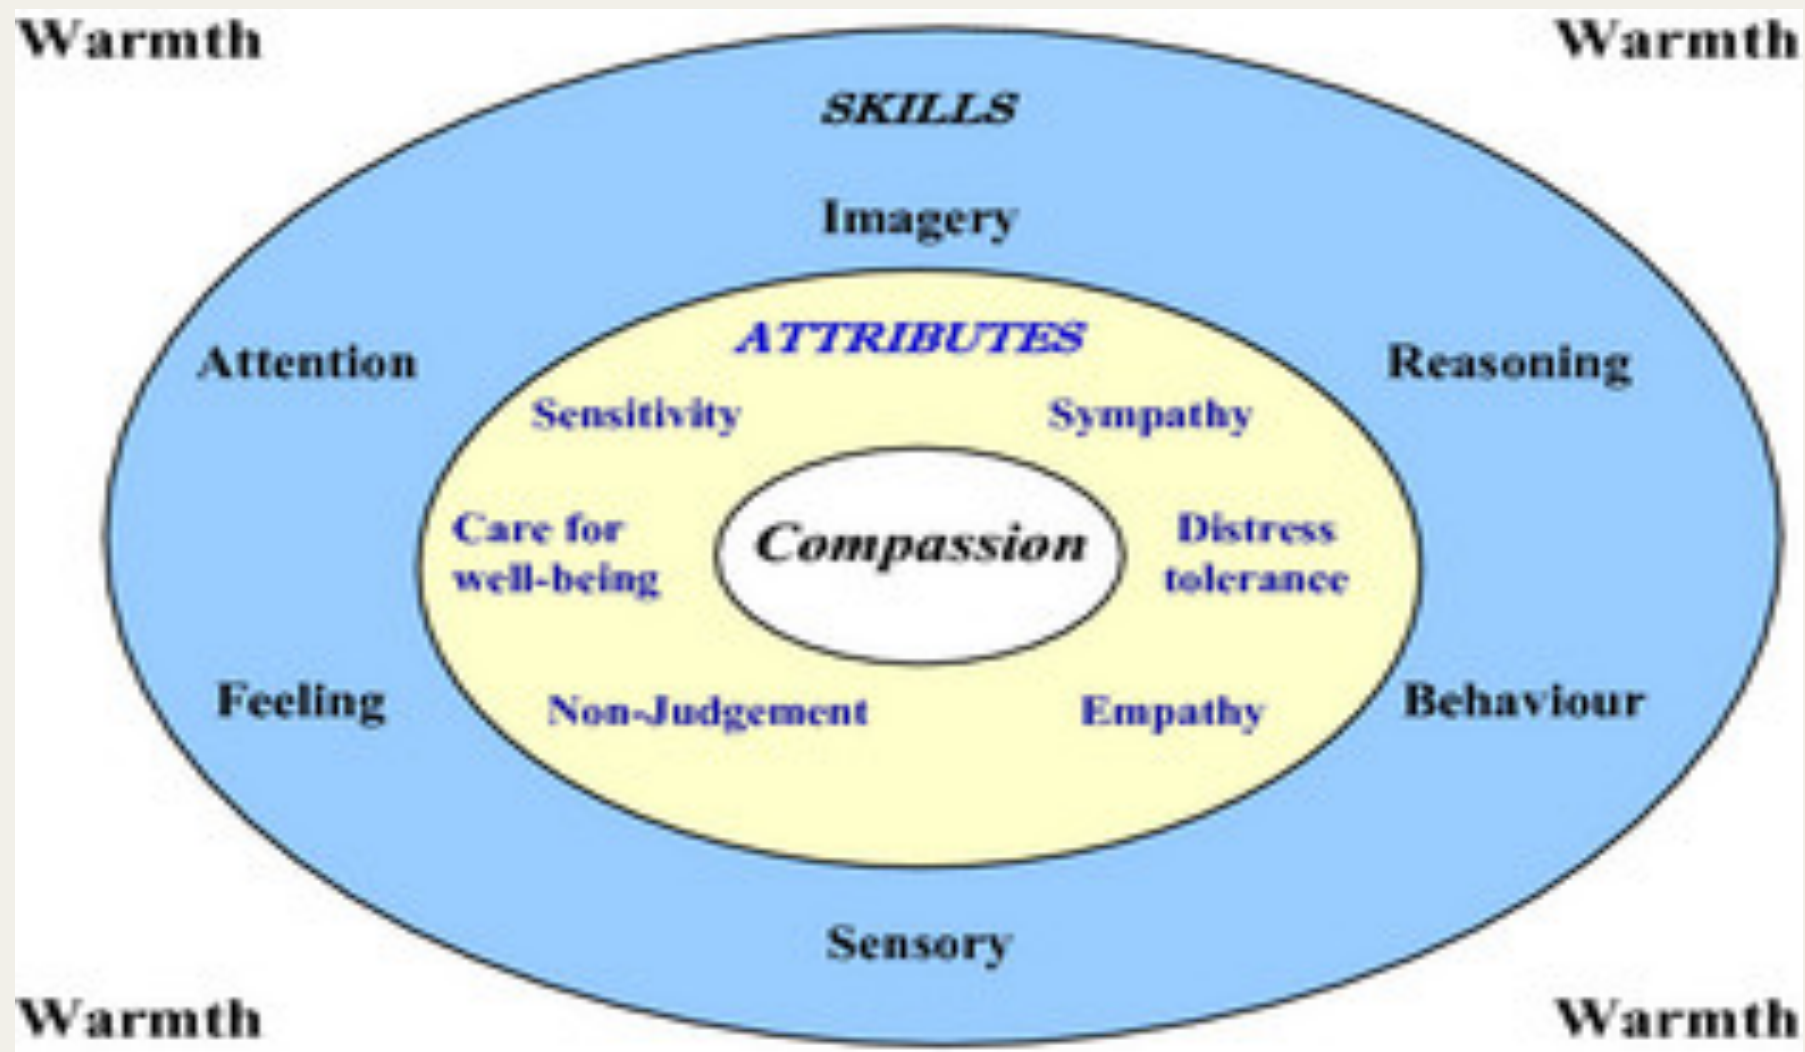 Warmth Warmth
SKILLS
Imagery
ATTRIBUTES
Attention Reasoning
Sensitivity Sympathy
Care for
well-being
Compassion
Distress
tolerance
Feeling Behaviour
Non-Judgement Empathy
Sensory
Warmth Warmth